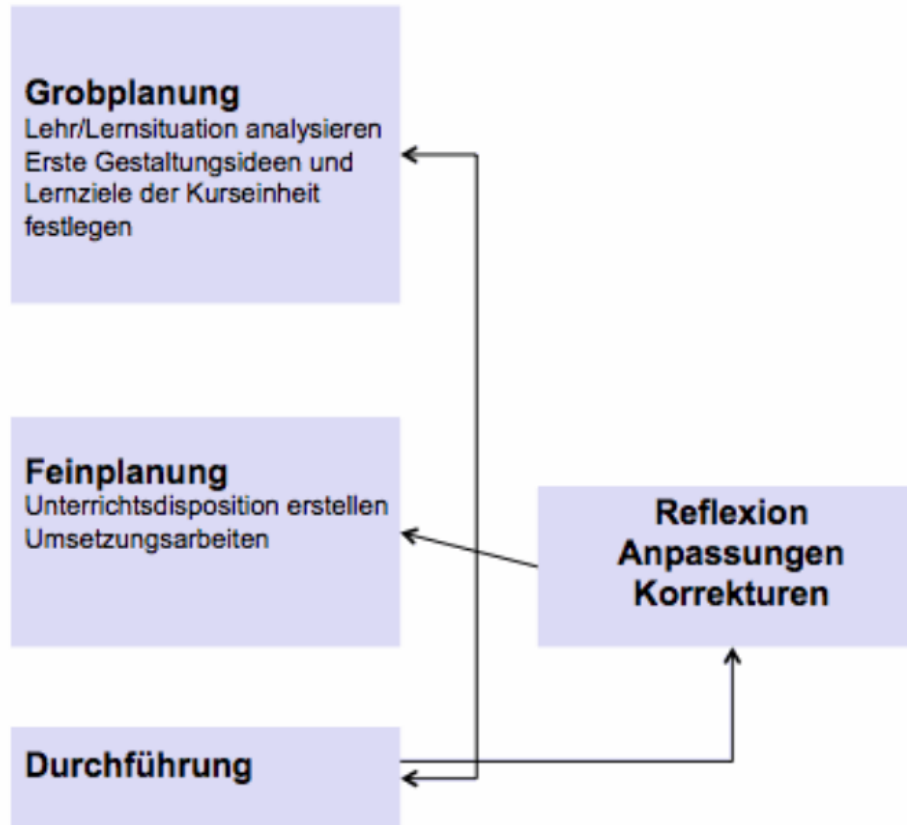 Grobplanung
Lehr/Lernsituation analysieren
Erste Gestaltungsideen und
Lernziele der Kurseinheit
festlegen
Feinplanung
Unterrichtsdisposition erstellen
Umsetzungsarbeiten
Reflexion
Anpassungen
Korrekturen
Durchführung